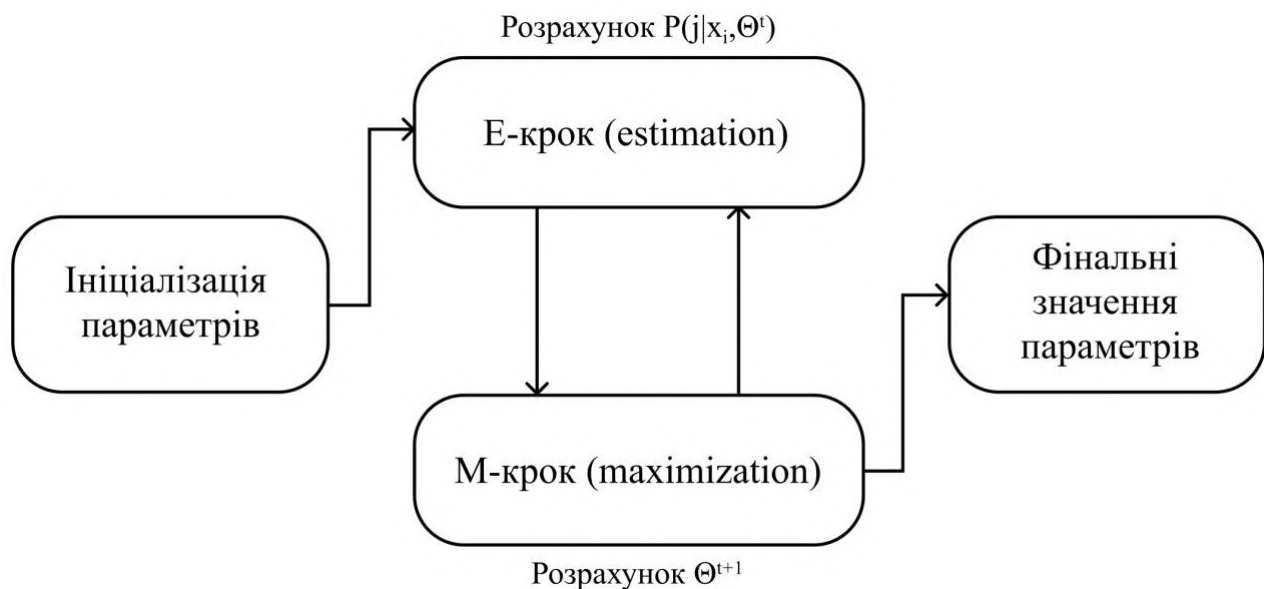 Розрахунок P(j|xᵢ,Θᵗ)
E-крок (estimation)
Ініціалізація
параметрів
Фінальні
значення
параметрів
M-крок (maximization)
Розрахунок Θᵗ⁺¹